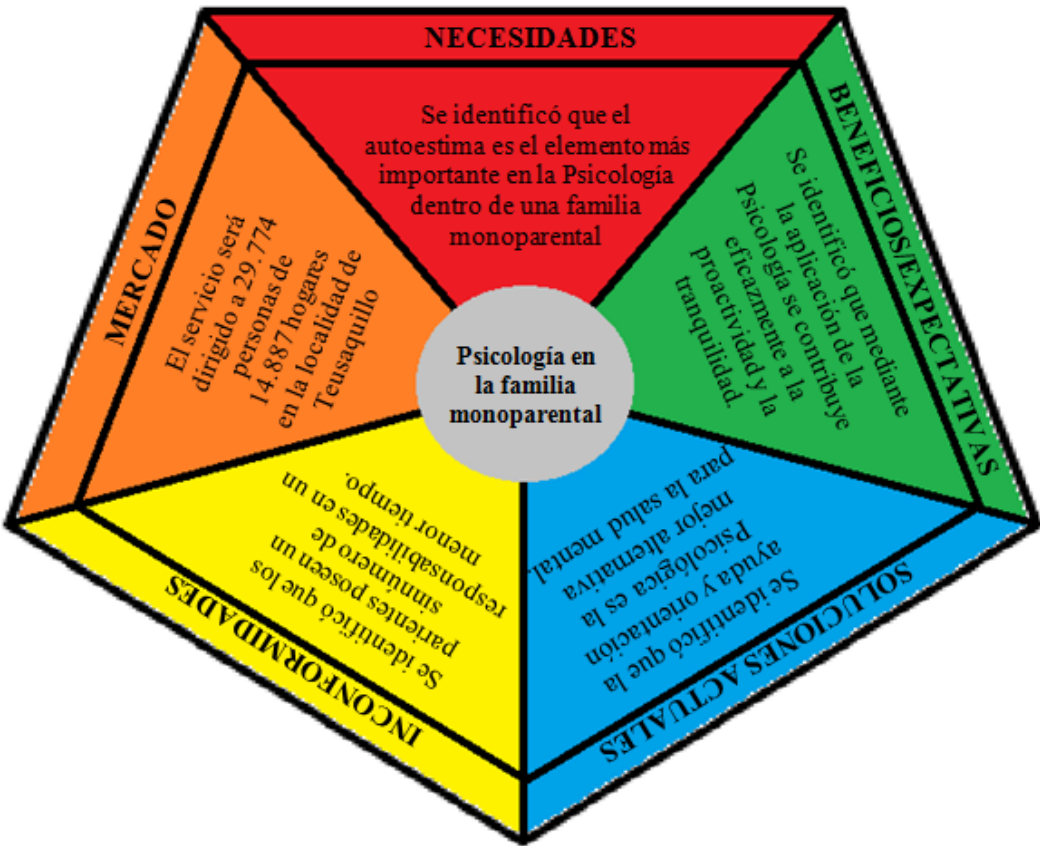 NECESIDADES
Se identificó que el
autoestima es el elemento más
importante en la Psicología
dentro de una familia
monoparental
BENEFICIOS/EXPECTATIVAS
Se identificó que mediante
la aplicación de la
Psicología se contribuye
eficazmente a la
proactividad y la
tranquilidad.
SOLUCIONES ACTUALES
Se identificó que la
ayuda y orientación
Psicológica es la
mejor alternativa
para la salud mental.
INCONFORMIDADES
Se identificó que los
parientes poseen un
sinnúmero de
responsabilidades en un
menor tiempo.
MERCADO
El servicio será
dirigido a 29.774
personas de
14.887 hogares
en la localidad de
Teusaquillo
Psicología en
la familia
monoparental